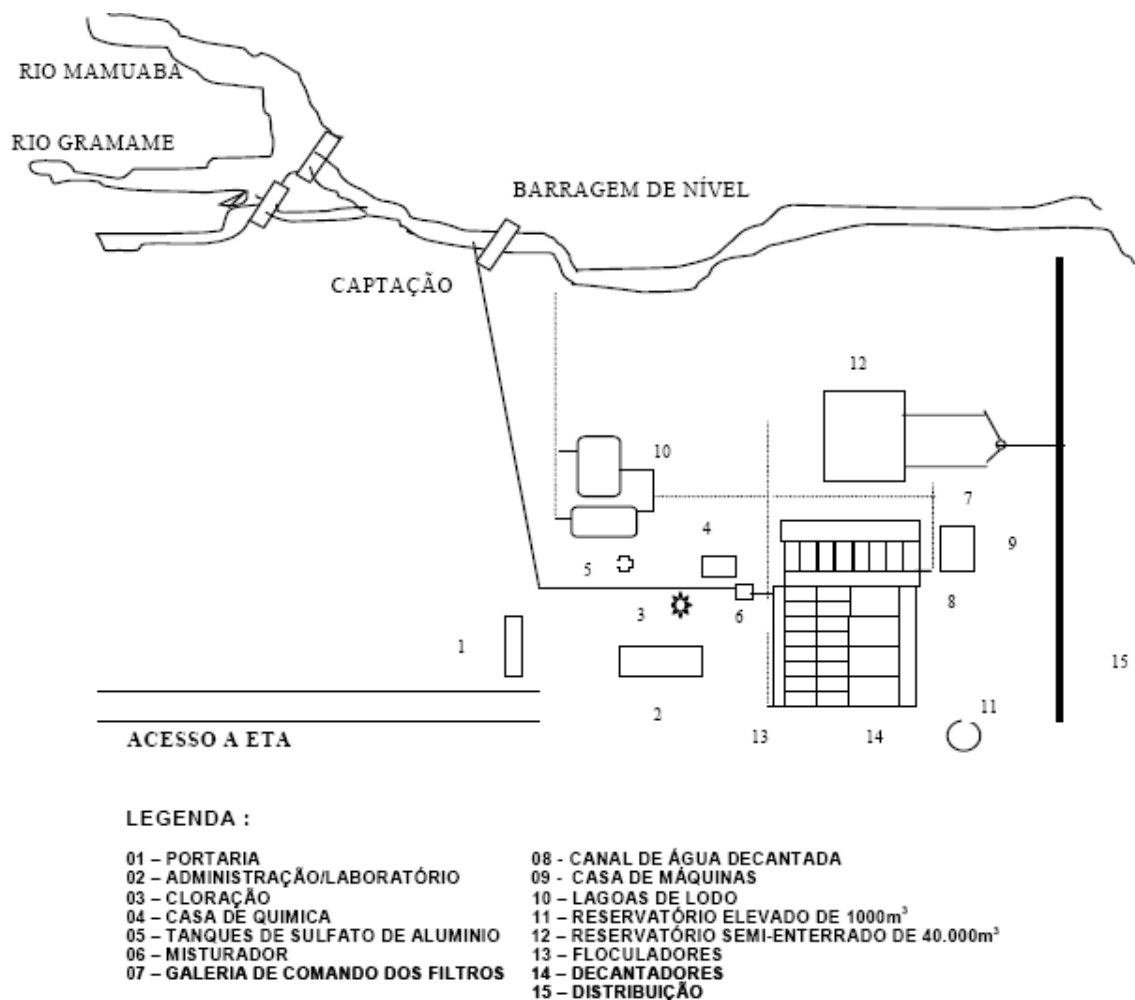 RIO MAMUABA
RIO GRAMAME
BARRAGEM DE NÍVEL
CAPTAÇÃO
12
10
7
4
9
5
8
3
6
1
15
2
11
13
14
ACESSO A ETA
LEGENDA :
01 – PORTARIA
02 – ADMINISTRAÇÃO/LABORATÓRIO
03 – CLORAÇÃO
04 – CASA DE QUIMICA
05 – TANQUES DE SULFATO DE ALUMINIO
06 – MISTURADOR
07 – GALERIA DE COMANDO DOS FILTROS
08 - CANAL DE ÁGUA DECANTADA
09 - CASA DE MÁQUINAS
10 – LAGOAS DE LODO
11 – RESERVATÓRIO ELEVADO DE 1000m³
12 – RESERVATÓRIO SEMI-ENTERRADO DE 40.000m³
13 – FLOCULADORES
14 – DECANTADORES
15 – DISTRIBUIÇÃO